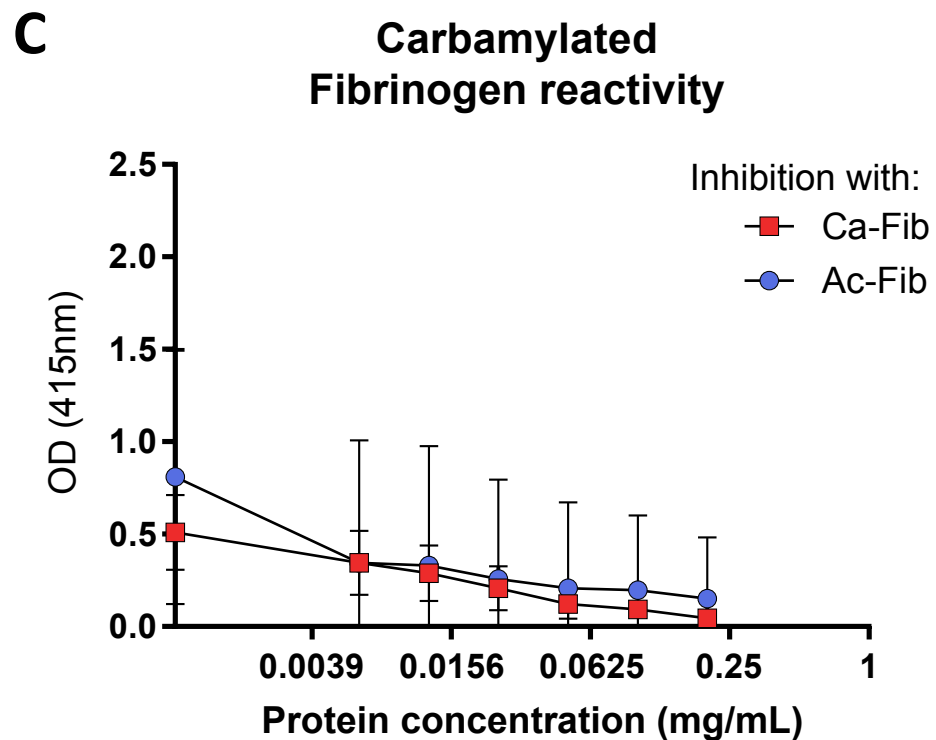 C
Carbamylated
Fibrinogen reactivity
2.5
2.0
1.5
1.0
0.5
0.0
OD (415nm)
Inhibition with:
Ca-Fib
Ac-Fib
0.0039 0.0156 0.0625 0.25 1
Protein concentration (mg/mL)